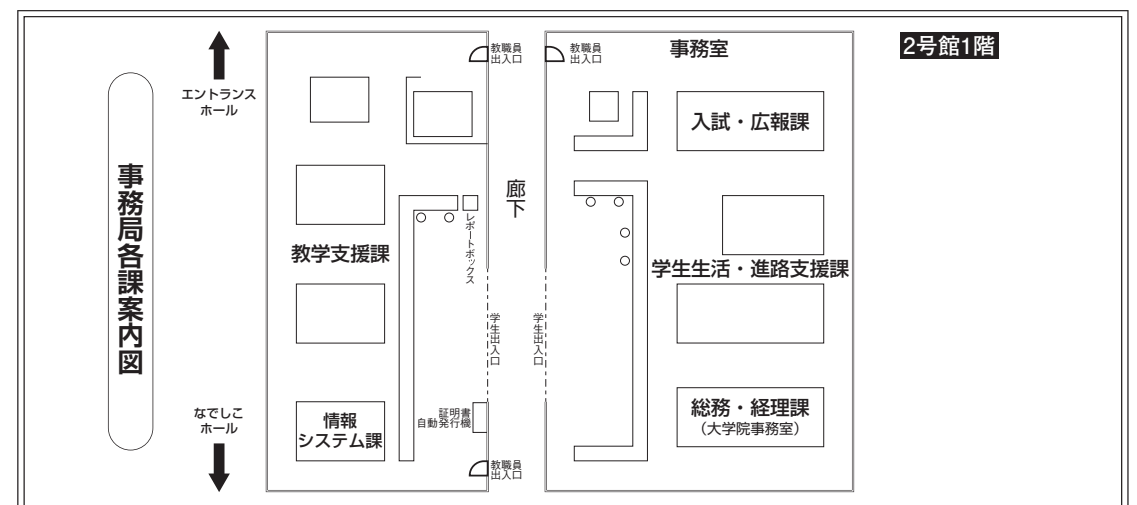 2号館1階
事務局各課案内図
エントランス
ホール
なでしこ
ホール
教職員
出入口
教職員
出入口
事務室
入試・広報課
廊下
レポートボックス
教学支援課
学生生活・進路支援課
学生出入口
学生出入口
証明書
自動発行機
情報
システム課
総務・経理課
(大学院事務室)
教職員
出入口